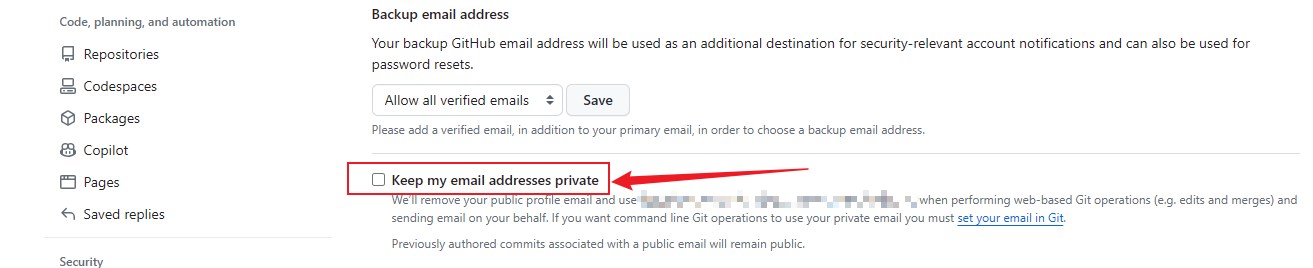 Code, planning, and automation
Repositories
Codespaces
Packages
Copilot
Pages
Saved replies
Security
Backup email address
Your backup GitHub email address will be used as an additional destination for security-relevant account notifications and can also be used for
password resets.
Allow all verified emails
Save
Please add a verified email, in addition to your primary email, in order to choose a backup email address.
Keep my email addresses private
We'll remove your public profile email and use when performing web-based Git operations (e.g. edits and merges) and
sending email on your behalf. If you want command line Git operations to use your private email you must set your email in Git.
Previously authored commits associated with a public email will remain public.